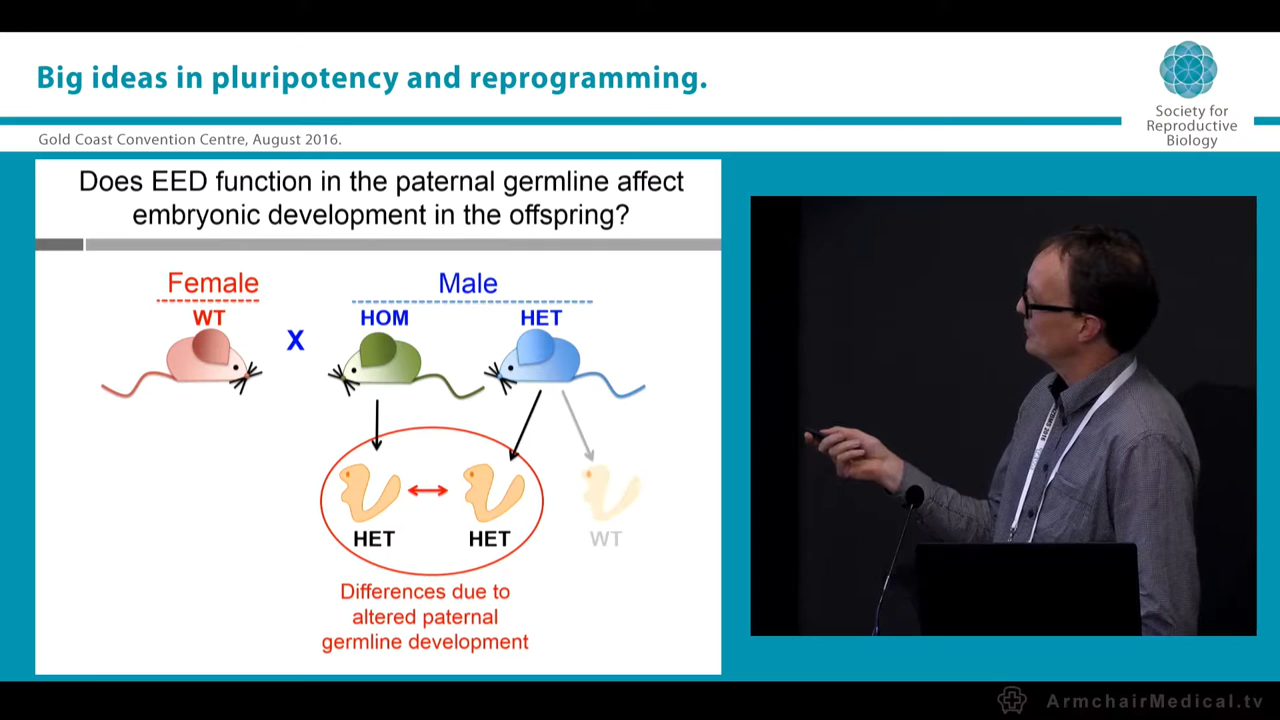 Big ideas in pluripotency and reprogramming.
Society for
Reproductive
Biology
Gold Coast Convention Centre, August 2016.
Does EED function in the paternal germline affect
embryonic development in the offspring?
Female
Male
WT
HOM
HET
X
HET
HET
WT
Differences due to
altered paternal
germline development
ArmchairMedical.tv